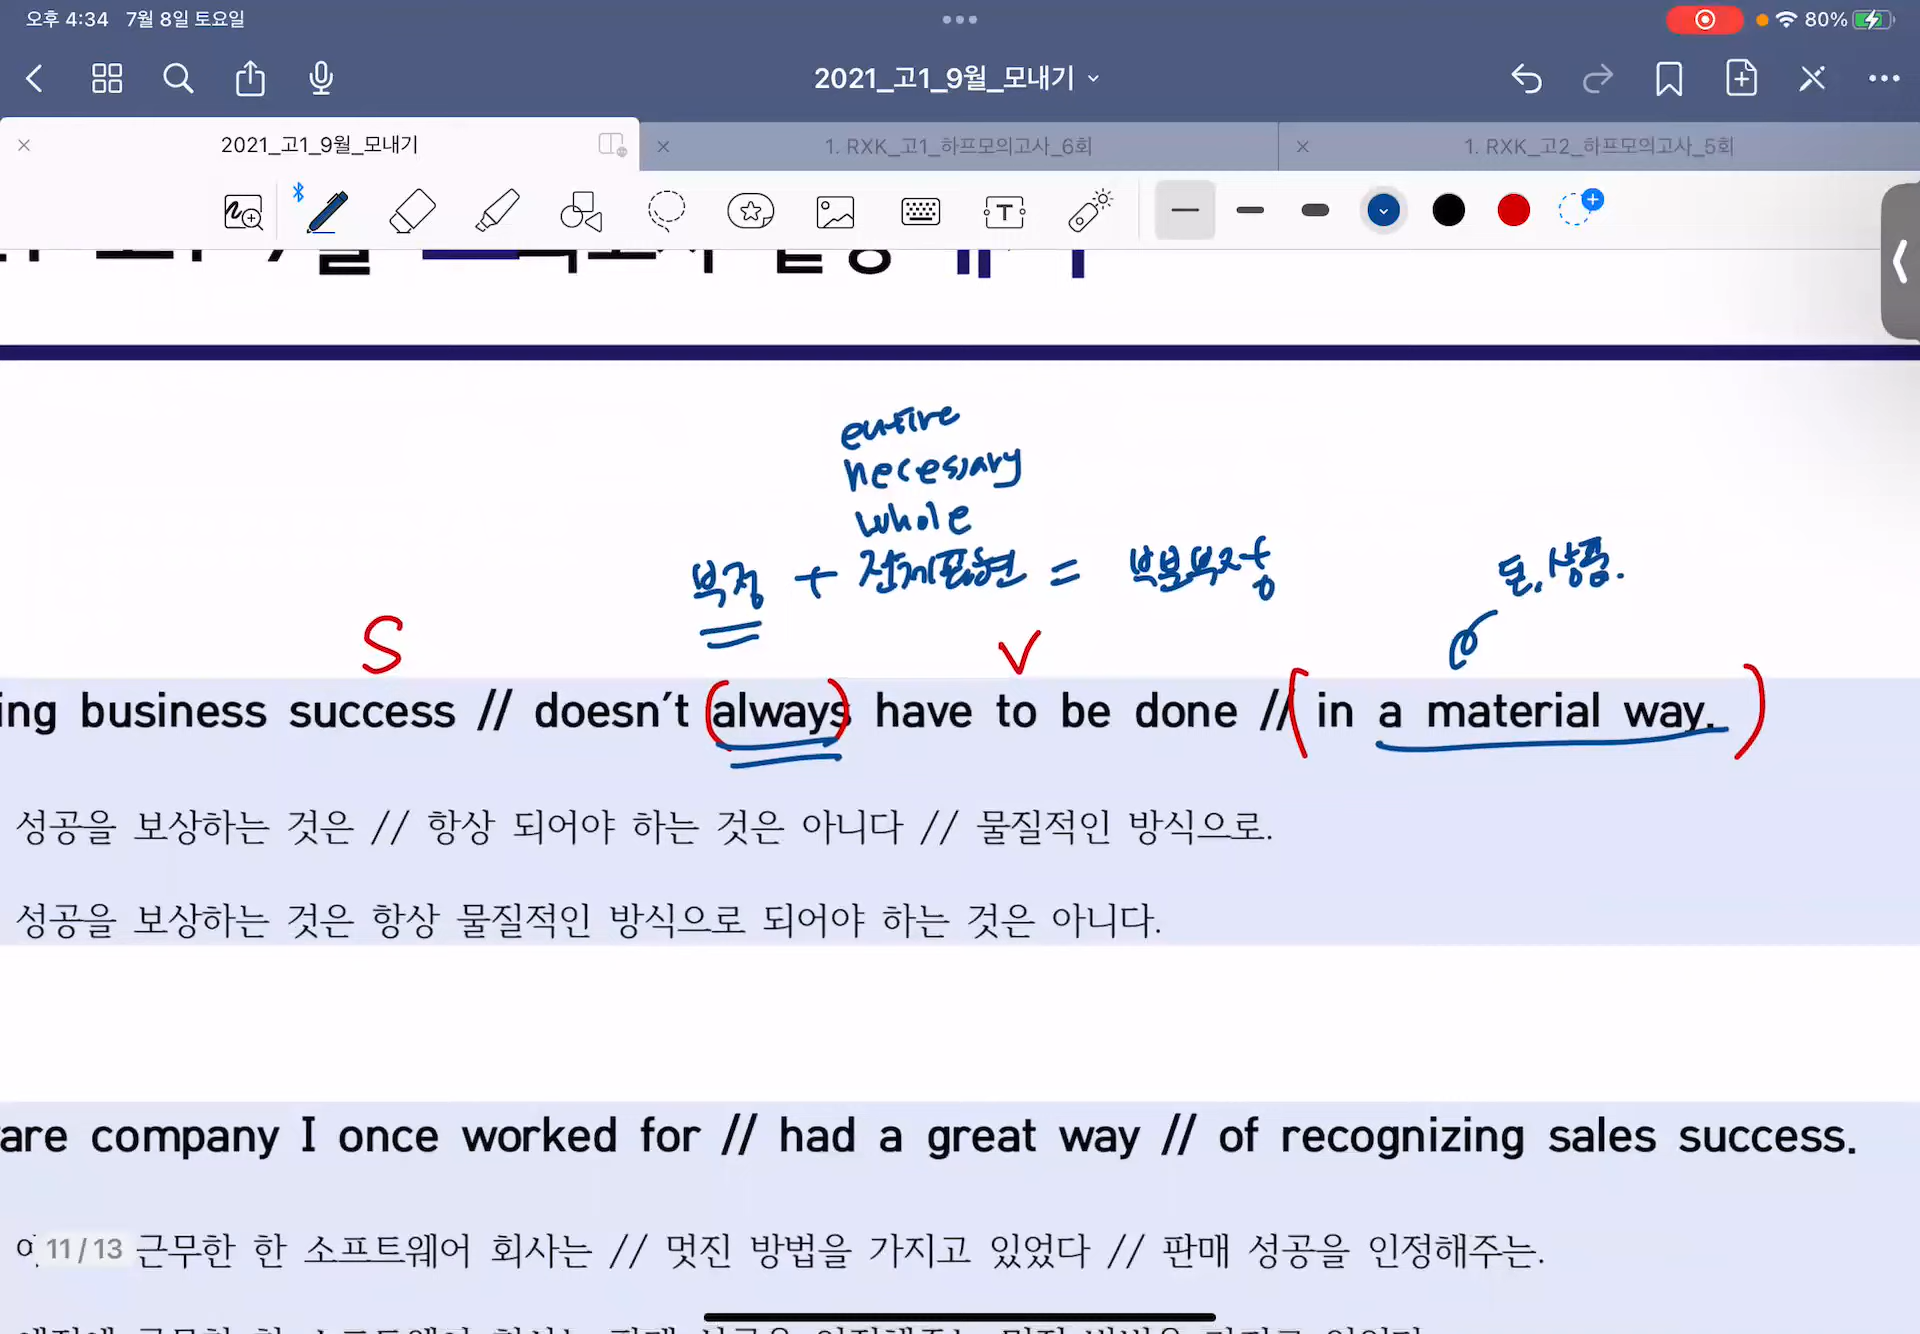 오후 4:34 7월 8일 토요일
80%
2021_고1_9월_모내기
2021_고1_9월_모내기
1. RXK_고1_하프모의고사_6회
1. RXK_고2_하프모의고사_5회
entire
necessary
whole
부정 + 전체표현 = 부분부정
돈, 상품.
S
V
ing business success // doesn't always have to be done // in a material way.
성공을 보상하는 것은 // 항상 되어야 하는 것은 아니다 // 물질적인 방식으로.
성공을 보상하는 것은 항상 물질적인 방식으로 되어야 하는 것은 아니다.
are company I once worked for // had a great way // of recognizing sales success.
11 / 13
근무한 한 소프트웨어 회사는 // 멋진 방법을 가지고 있었다 // 판매 성공을 인정해주는.